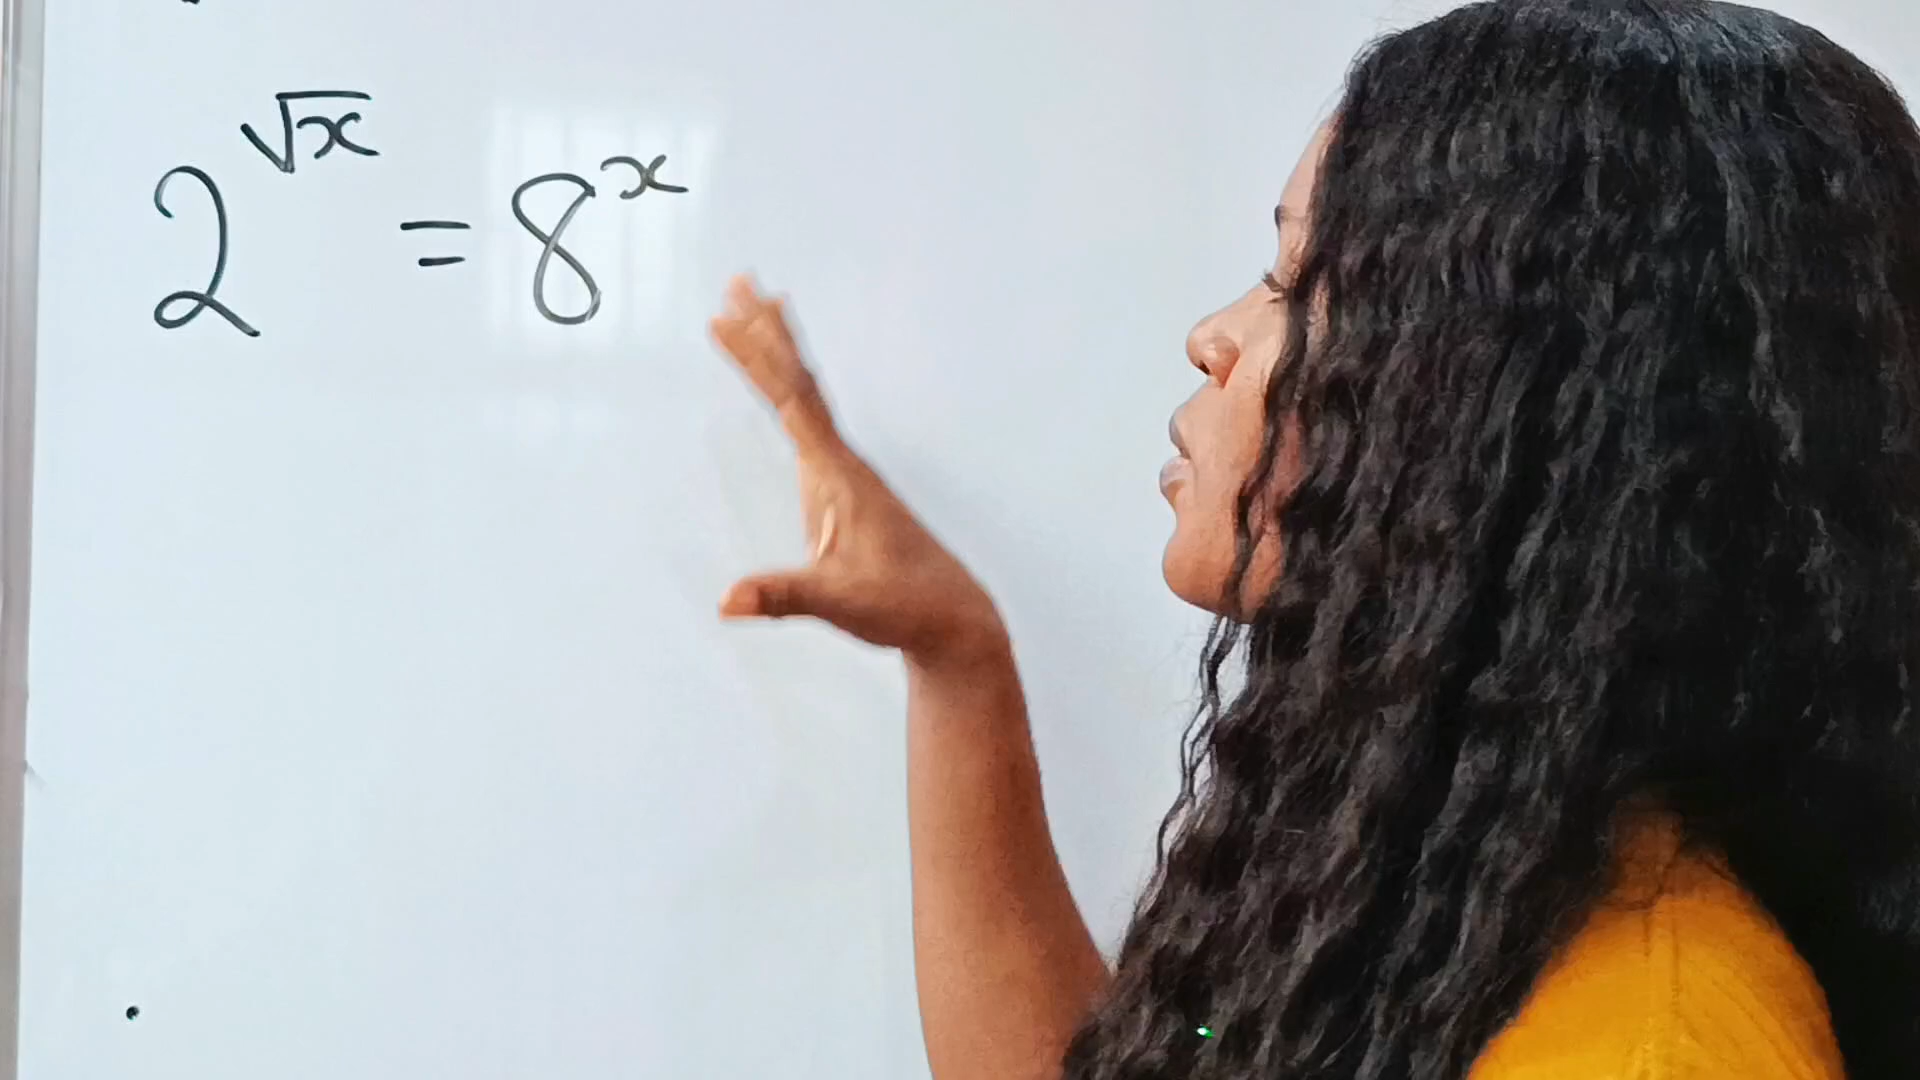 2^√x = 8^x